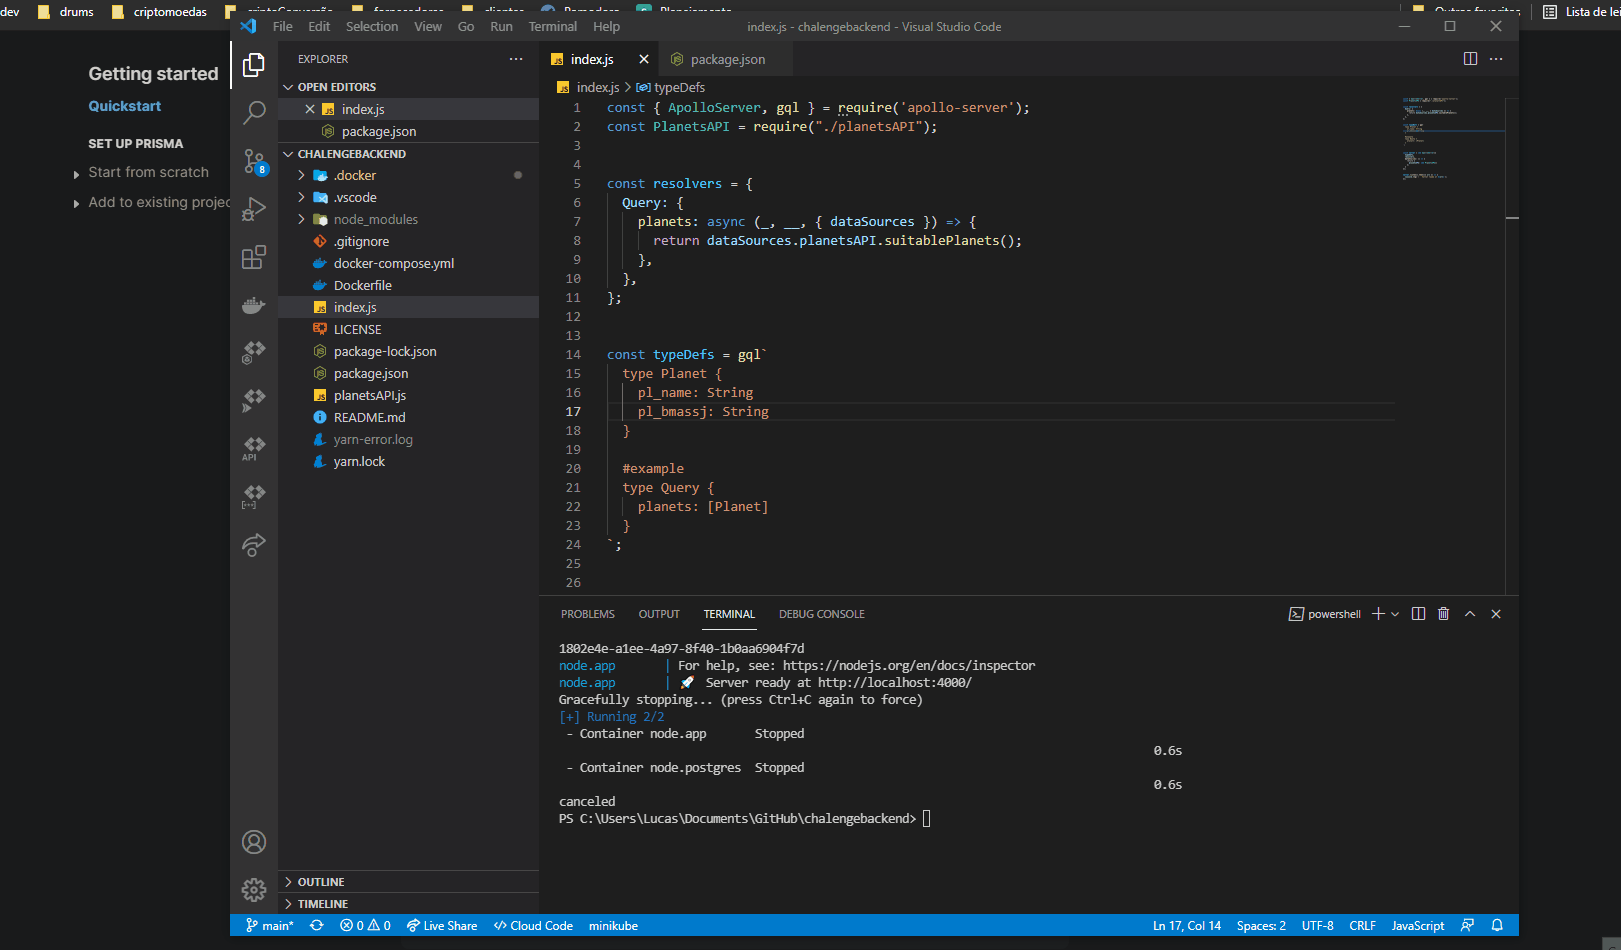 dev drums criptomoedas
Lista de lei
Getting started
Quickstart
SET UP PRISMA
Start from scratch
Add to existing projec
File Edit Selection View Go Run Terminal Help
index.js - chalengebackend - Visual Studio Code
EXPLORER
OPEN EDITORS
index.js
package.json
CHALENGEBACKEND
.docker
.vscode
node_modules
.gitignore
docker-compose.yml
Dockerfile
index.js
LICENSE
package-lock.json
package.json
planetsAPI.js
README.md
yarn-error.log
yarn.lock
OUTLINE
TIMELINE
8
API
index.js package.json
index.js > typeDefs
1 const { ApolloServer, gql } = require('apollo-server');
2 const PlanetsAPI = require("./planetsAPI");
3
4
5 const resolvers = {
6 Query: {
7 planets: async (_, __, { dataSources }) => {
8 return dataSources.planetsAPI.suitablePlanets();
9 },
10 },
11 };
12
13
14 const typeDefs = gql`
15 type Planet {
16 pl_name: String
17 pl_bmassj: String
18 }
19
20 #example
21 type Query {
22 planets: [Planet]
23 }
24 `;
25
26
PROBLEMS OUTPUT TERMINAL DEBUG CONSOLE
powershell
1802e4e-a1ee-4a97-8f40-1b0aa6904f7d
node.app | For help, see: https://nodejs.org/en/docs/inspector
node.app | 🚀 Server ready at http://localhost:4000/
Gracefully stopping... (press Ctrl+C again to force)
[+] Running 2/2
- Container node.app Stopped
0.6s
- Container node.postgres Stopped
0.6s
canceled
PS C:\Users\Lucas\Documents\GitHub\chalengebackend>
main* 0 0 Live Share Cloud Code minikube
Ln 17, Col 14 Spaces: 2 UTF-8 CRLF JavaScript